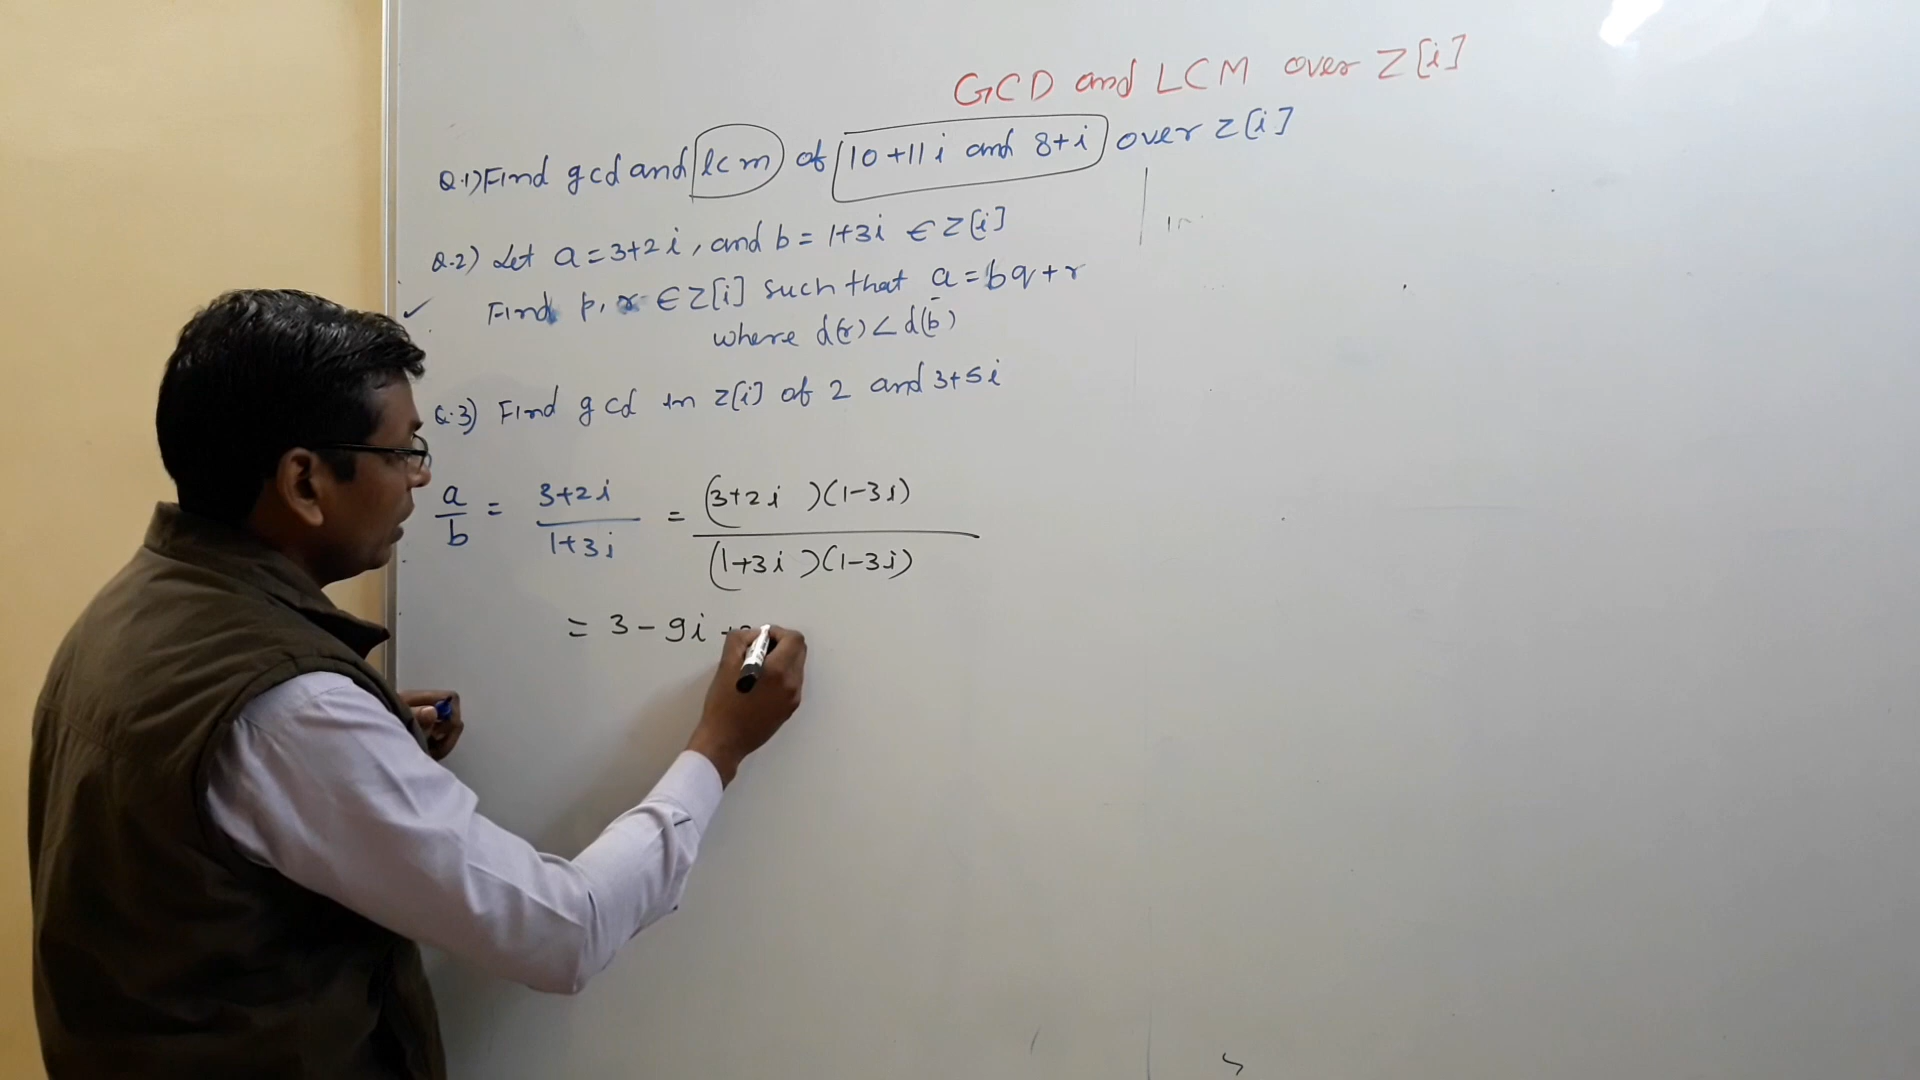 GCD and LCM over Z[i]
Q.1) Find gcd and lcm of 10+11i and 8+i over Z[i]
Q.2) Let a=3+2i, and b=1+3i ∈ Z[i]
Find p, r ∈ Z[i] such that a=bq+r
where d(r)<d(b)
Q.3) Find gcd in Z[i] of 2 and 3+5i
a/b = 3+2i/1+3i = (3+2i)(1-3i)/(1+3i)(1-3i)
= 3-9i +